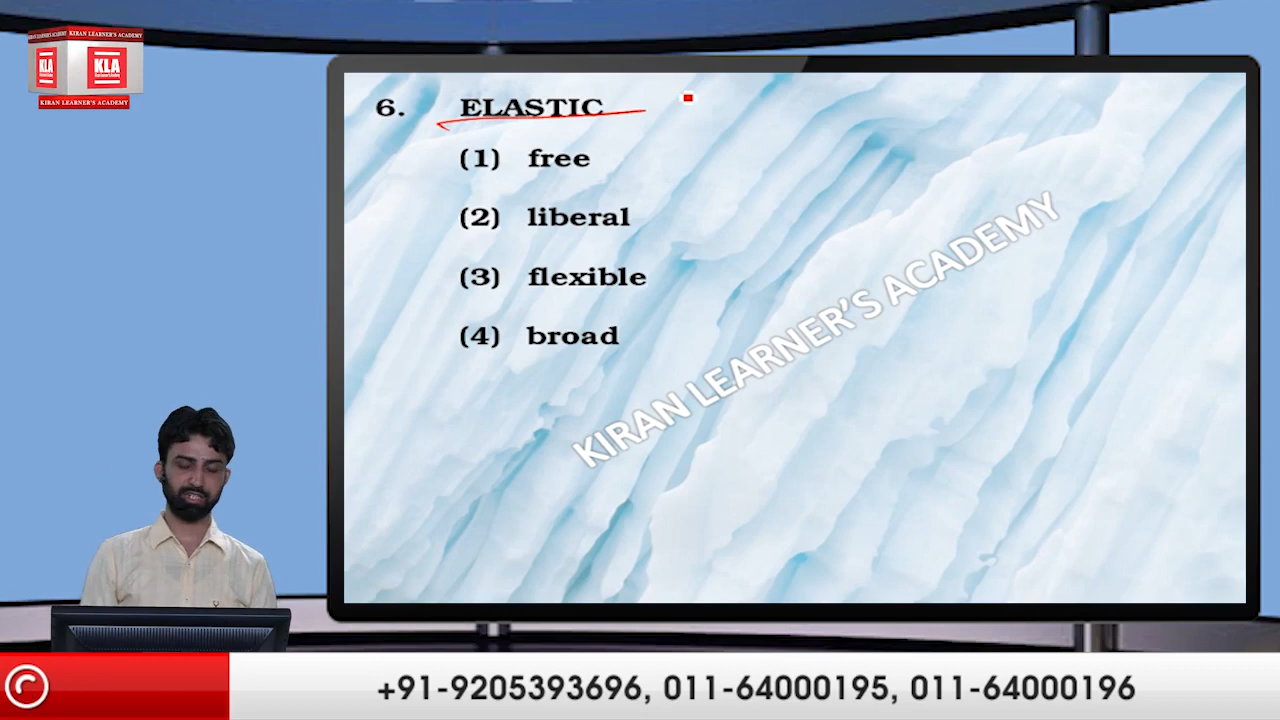 KIRAN LEARNER'S ACADEMY
KLA
KLA
KIRAN LEARNER'S ACADEMY
6. ELASTIC
(1) free
(2) liberal
(3) flexible
(4) broad
KIRAN LEARNER'S ACADEMY
+91-9205393696, 011-64000195, 011-64000196